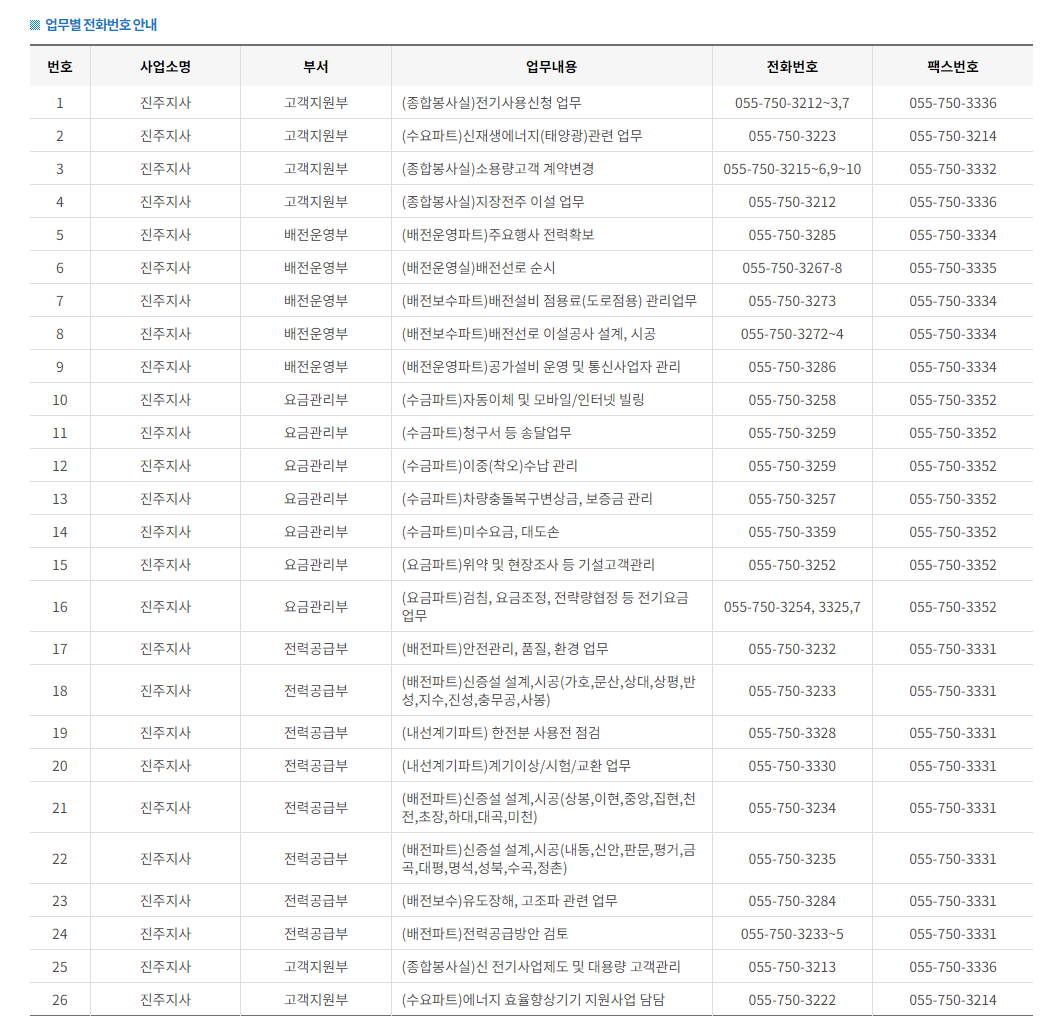 업무별 전화번호 안내
번호 사업소명 부서 업무내용 전화번호 팩스번호
1 진주지사 고객지원부 (종합봉사실)전기사용신청 업무 055-750-3212~3,7 055-750-3336
2 진주지사 고객지원부 (수요파트)신재생에너지(태양광)관련 업무 055-750-3223 055-750-3214
3 진주지사 고객지원부 (종합봉사실)소용량고객 계약변경 055-750-3215~6,9~10 055-750-3332
4 진주지사 고객지원부 (종합봉사실)지장전주 이설 업무 055-750-3212 055-750-3336
5 진주지사 배전운영부 (배전운영파트)주요행사 전력확보 055-750-3285 055-750-3334
6 진주지사 배전운영부 (배전운영실)배전선로 순시 055-750-3267-8 055-750-3335
7 진주지사 배전운영부 (배전보수파트)배전설비 점용료(도로점용) 관리업무 055-750-3273 055-750-3334
8 진주지사 배전운영부 (배전보수파트)배전선로 이설공사 설계, 시공 055-750-3272~4 055-750-3334
9 진주지사 배전운영부 (배전운영파트)공가설비 운영 및 통신사업자 관리 055-750-3286 055-750-3334
10 진주지사 요금관리부 (수금파트)자동이체 및 모바일/인터넷 빌링 055-750-3258 055-750-3352
11 진주지사 요금관리부 (수금파트)청구서 등 송달업무 055-750-3259 055-750-3352
12 진주지사 요금관리부 (수금파트)이중(착오)수납 관리 055-750-3259 055-750-3352
13 진주지사 요금관리부 (수금파트)차량충돌복구변상금, 보증금 관리 055-750-3257 055-750-3352
14 진주지사 요금관리부 (수금파트)미수요금, 대도손 055-750-3359 055-750-3352
15 진주지사 요금관리부 (요금파트)위약 및 현장조사 등 기설고객관리 055-750-3252 055-750-3352
16 진주지사 요금관리부 (요금파트)검침, 요금조정, 전략량협정 등 전기요금
업무 055-750-3254, 3325,7 055-750-3352
17 진주지사 전력공급부 (배전파트)안전관리, 품질, 환경 업무 055-750-3232 055-750-3331
18 진주지사 전력공급부 (배전파트)신증설 설계,시공(가호,문산,상대,상평,반
성,지수,진성,충무공,사봉) 055-750-3233 055-750-3331
19 진주지사 전력공급부 (내선계기파트) 한전분 사용전 점검 055-750-3328 055-750-3331
20 진주지사 전력공급부 (내선계기파트)계기이상/시험/교환 업무 055-750-3330 055-750-3331
21 진주지사 전력공급부 (배전파트)신증설 설계,시공(상봉,이현,중앙,집현,천
전,초장,하대,대곡,미천) 055-750-3234 055-750-3331
22 진주지사 전력공급부 (배전파트)신증설 설계,시공(내동,신안,판문,평거,금
곡,대평,명석,성북,수곡,정촌) 055-750-3235 055-750-3331
23 진주지사 전력공급부 (배전보수)유도장해, 고조파 관련 업무 055-750-3284 055-750-3331
24 진주지사 전력공급부 (배전파트)전력공급방안 검토 055-750-3233~5 055-750-3331
25 진주지사 고객지원부 (종합봉사실)신 전기사업제도 및 대용량 고객관리 055-750-3213 055-750-3336
26 진주지사 고객지원부 (수요파트)에너지 효율향상기기 지원사업 담담 055-750-3222 055-750-3214